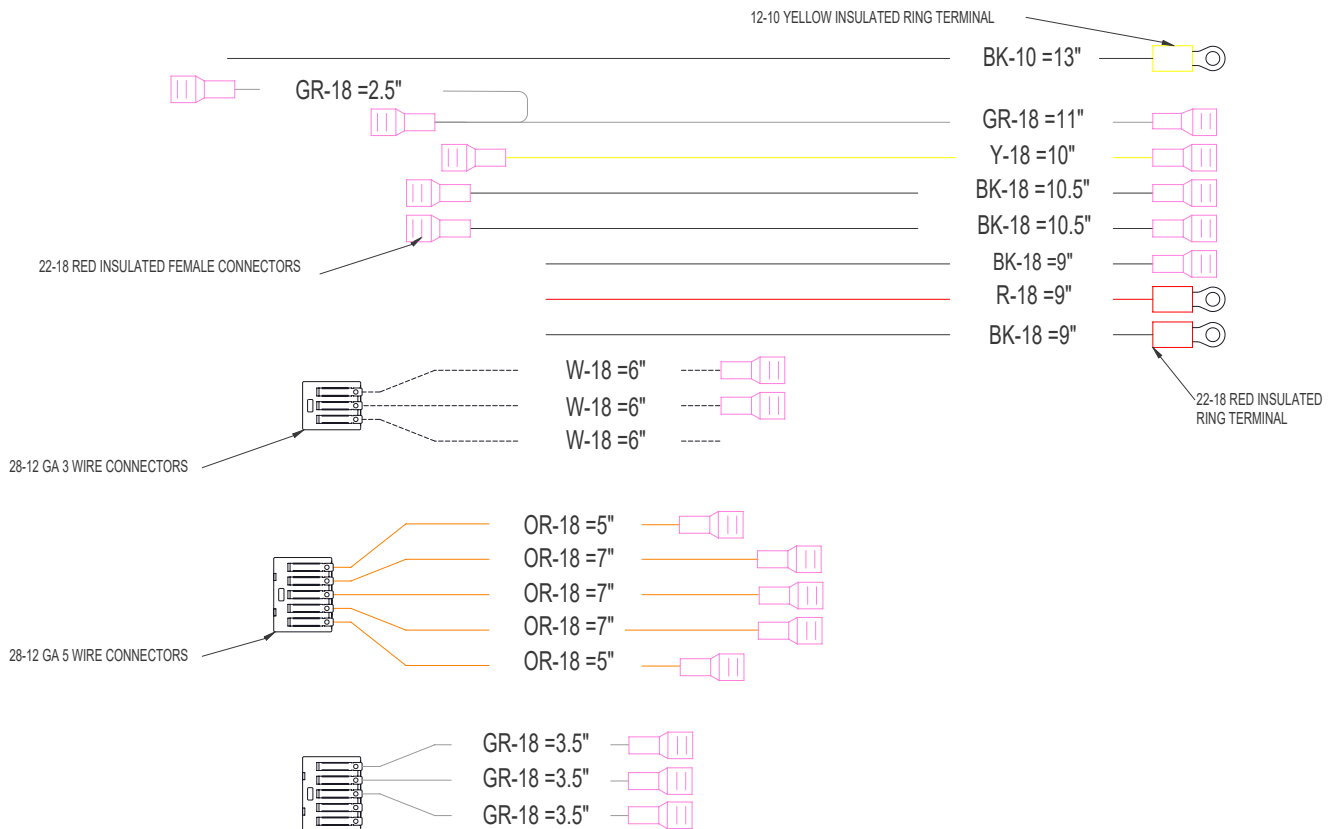 12-10 YELLOW INSULATED RING TERMINAL
BK-10 =13"
GR-18 =2.5"
GR-18 =11"
Y-18 =10"
BK-18 =10.5"
BK-18 =10.5"
22-18 RED INSULATED FEMALE CONNECTORS
BK-18 =9"
R-18 =9"
BK-18 =9"
W-18 =6"
W-18 =6"
W-18 =6"
22-18 RED INSULATED
RING TERMINAL
28-12 GA 3 WIRE CONNECTORS
OR-18 =5"
OR-18 =7"
OR-18 =7"
OR-18 =7"
OR-18 =5"
28-12 GA 5 WIRE CONNECTORS
GR-18 =3.5"
GR-18 =3.5"
GR-18 =3.5"